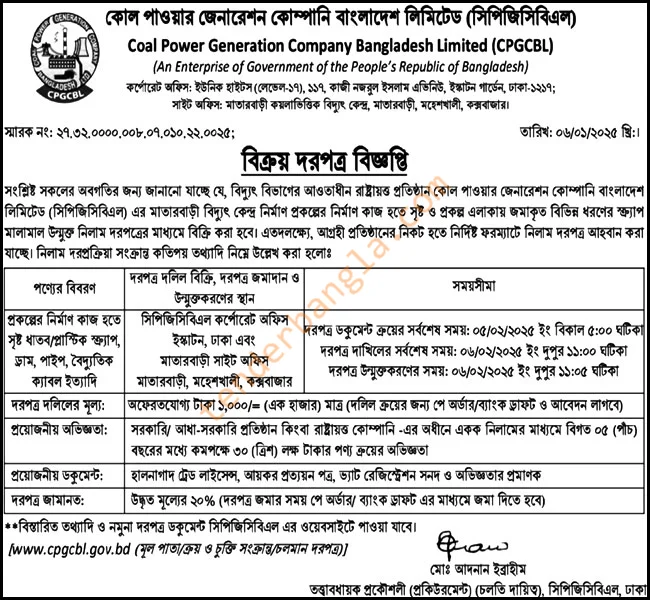 কোল পাওয়ার জেনারেশন কোম্পানি বাংলাদেশ লিমিটেড (সিপিজিসিবিএল)
Coal Power Generation Company Bangladesh Limited (CPGCBL)
(An Enterprise of Government of the People's Republic of Bangladesh)
কর্পোরেট অফিস: ইউনিক হাইটস (লেভেল-১৭), ১১৭, কাজী নজরুল ইসলাম এভিনিউ, ইস্কাটন গার্ডেন, ঢাকা-১২১৭;
সাইট অফিস: মাতারবাড়ী কয়লাভিত্তিক বিদ্যুৎ কেন্দ্র, মাতারবাড়ী, মহেশখালী, কক্সবাজার।
COAL POWER GENERATION COMPANY BANGLADESH LTD
CPGCBL
স্মারক নং: ২৭.৩২.০০০০.০০৮.০৭.০১০.২২.০০২৫;
তারিখ: ০৬/০১/২০২৫ খ্রি:।
বিক্রয় দরপত্র বিজ্ঞপ্তি
সংশ্লিষ্ট সকলের অবগতির জন্য জানানো যাচ্ছে যে, বিদ্যুৎ বিভাগের আওতাধীন রাষ্ট্রায়ত্ত প্রতিষ্ঠান কোল পাওয়ার জেনারেশন কোম্পানি বাংলাদেশ
লিমিটেড (সিপিজিসিবিএল) এর মাতারবাড়ী বিদ্যুৎ কেন্দ্র নির্মাণ প্রকল্পের নির্মাণ কাজ হতে সৃষ্ট ও প্রকল্প এলাকায় জমাকৃত বিভিন্ন ধরণের স্ক্র্যাপ
মালামাল উন্মুক্ত নিলাম দরপত্রের মাধ্যমে বিক্রি করা হবে। এতদলক্ষ্যে, আগ্রহী প্রতিষ্ঠানের নিকট হতে নির্দিষ্ট ফরম্যাটে নিলাম দরপত্র আহবান করা
যাচ্ছে। নিলাম দরপ্রক্রিয়া সংক্রান্ত কতিপয় তথ্যাদি নিম্নে উল্লেখ করা হলোঃ
পণ্যের বিবরণ
দরপত্র দলিল বিক্রি, দরপত্র জমাদান ও
উন্মুক্তকরণের স্থান
সময়সীমা
প্রকল্পের নির্মাণ কাজ হতে
সৃষ্ট ধাতব/প্লাস্টিক স্ক্র্যাপ,
ড্রাম, পাইপ, বৈদ্যুতিক
ক্যাবল ইত্যাদি
সিপিজিসিবিএল কর্পোরেট অফিস
ইস্কাটন, ঢাকা এবং
মাতারবাড়ী সাইট অফিস
মাতারবাড়ী, মহেশখালী, কক্সবাজার
দরপত্র ডকুমেন্ট ক্রয়ের সর্বশেষ সময়: ০৫/০২/২০২৫ ইং বিকাল ৫:০০ ঘটিকা
দরপত্র দাখিলের সর্বশেষ সময়: ০৬/০২/২০২৫ ইং দুপুর ১১:০০ ঘটিকা
দরপত্র উন্মুক্তকরণের সময়: ০৬/০২/২০২৫ ইং দুপুর ১১:০৫ ঘটিকা
দরপত্র দলিলের মূল্য:
অফেরতযোগ্য টাকা ১,০০০/= (এক হাজার) মাত্র (দলিল ক্রয়ের জন্য পে অর্ডার/ব্যাংক ড্রাফট ও আবেদন লাগবে)
প্রয়োজনীয় অভিজ্ঞতা:
সরকারি/ আধা-সরকারি প্রতিষ্ঠান কিংবা রাষ্ট্রীয় কোম্পানি -এর অধীনে একক নিলামের মাধ্যমে বিগত ০৫ (পাঁচ)
বছরের মধ্যে কমপক্ষে ৩০ (ত্রিশ) লক্ষ টাকার পণ্য ক্রয়ের অভিজ্ঞতা
প্রয়োজনীয় ডকুমেন্ট:
হালনাগাদ ট্রেড লাইসেন্স, আয়কর প্রত্যয়ন পত্র, ভ্যাট রেজিস্ট্রেশন সনদ ও অভিজ্ঞতার প্রমাণক
দরপত্র জামানত:
উদ্ধৃত মূল্যের ২০% (দরপত্র জমার সময় পে অর্ডার/ ব্যাংক ড্রাফট এর মাধ্যমে জমা দিতে হবে)
**বিস্তারিত তথ্যাদি ও নমুনা দরপত্র ডকুমেন্ট সিপিজিসিবিএল এর ওয়েবসাইটে পাওয়া যাবে।
[www.cpgcbl.gov.bd (মূল পাতা/ক্রয় ও চুক্তি সংক্রান্ত/চলমান দরপত্র)]
মোঃ আদনান ইব্রাহীম
তত্ত্বাবধায়ক প্রকৌশলী (প্রকিউরমেন্ট) (চলতি দায়িত্ব), সিপিজিসিবিএল, ঢাকা
tenderbangla.com